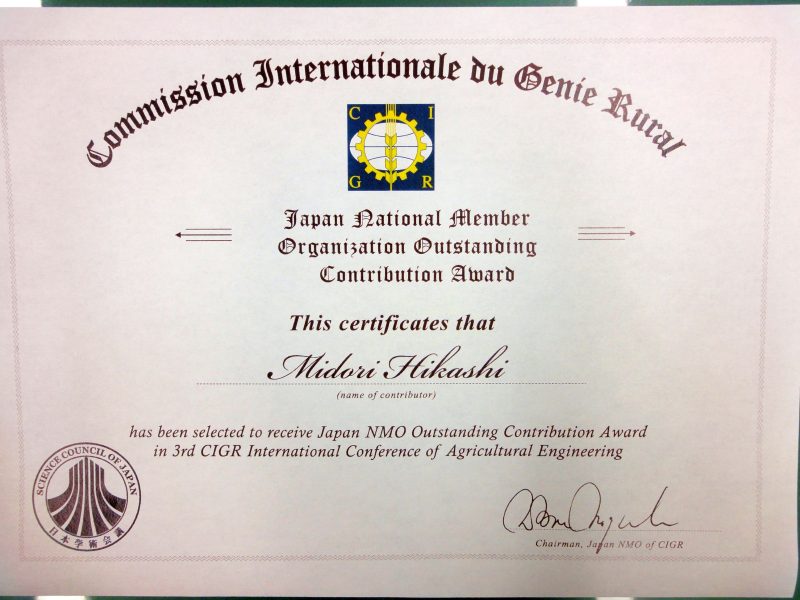 Commission Internationale du Genie Rural
C I
G R
Japan National Member
Organization Outstanding
Contribution Award
This certificates that
Midori Hikashi
(name of contributor)
has been selected to receive Japan NMO Outstanding Contribution Award
in 3rd CIGR International Conference of Agricultural Engineering
SCIENCE COUNCIL OF JAPAN
日本学術会議
Chairman, Japan NMO of CIGR